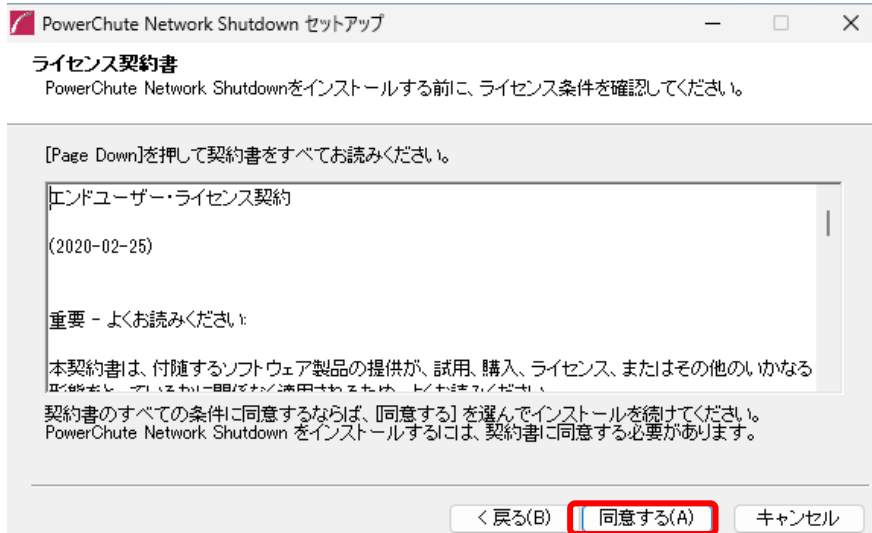 PowerChute Network Shutdown セットアップ
ライセンス契約書
PowerChute Network Shutdownをインストールする前に、ライセンス条件を確認してください。
[Page Down]を押して契約書をすべてお読みください。
エンドユーザー・ライセンス契約
(2020-02-25)
重要 - よくお読みください:
本契約書は、付随するソフトウェア製品の提供が、試用、購入、ライセンス、またはその他のいかなる
契約書のすべての条件に同意するならば、[同意する] を選んでインストールを続けてください。
PowerChute Network Shutdown をインストールするには、契約書に同意する必要があります。
< 戻る(B) 同意する(A) キャンセル